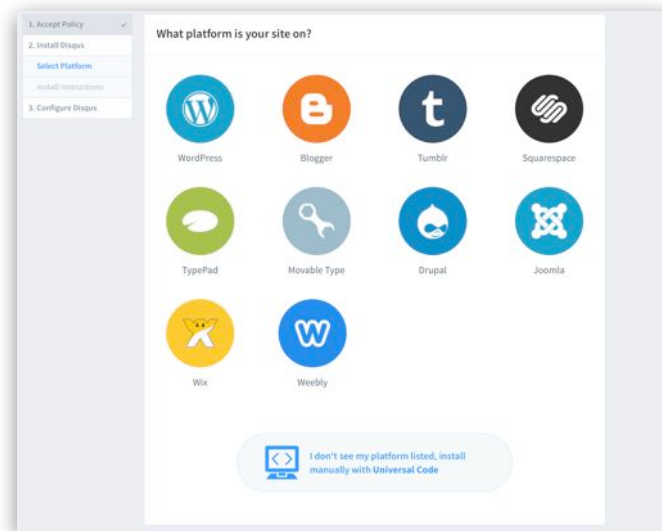 1. Accept Policy
2. Install Disqus
Select Platform
Install Instructions
3. Configure Disqus
What platform is your site on?
WordPress
Blogger
Tumblr
Squarespace
TypePad
Movable Type
Drupal
Joomla
Wix
Weebly
I don't see my platform listed, install
manually with Universal Code